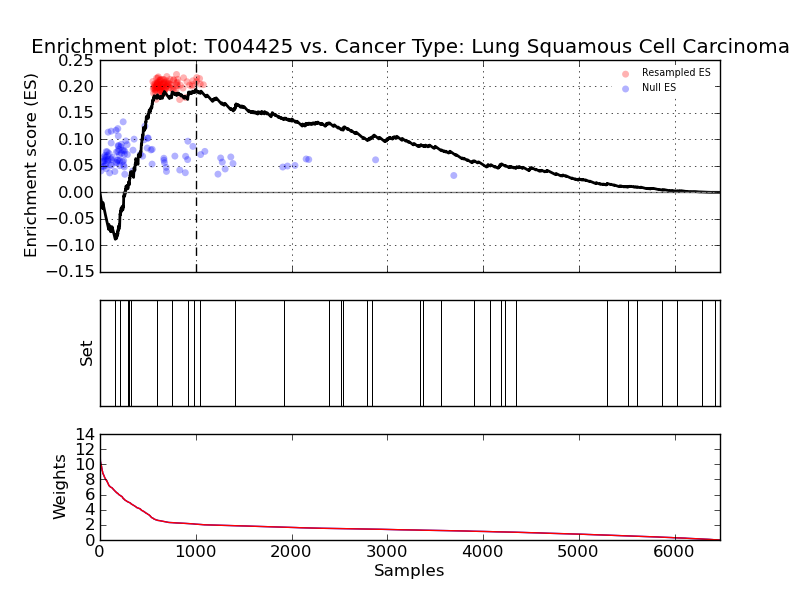 Enrichment plot: T004425 vs. Cancer Type: Lung Squamous Cell Carcinoma
Enrichment score (ES)
0.25
0.20
0.15
0.10
0.05
0.00
−0.05
−0.10
−0.15
Resampled ES
Null ES
Set
Weights
14
12
10
8
6
4
2
0
0 1000 2000 3000 4000 5000 6000
Samples